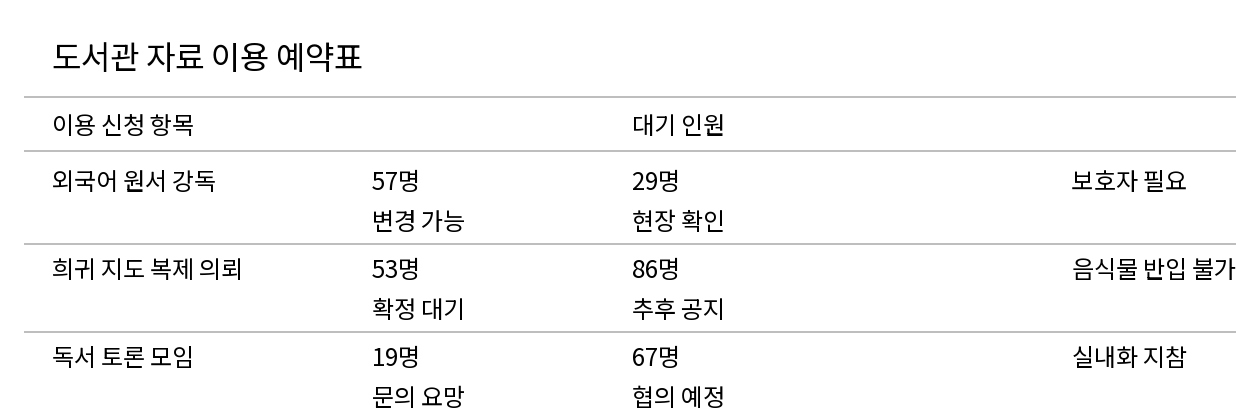 도서관 자료 이용 예약표
이용 신청 항목 대기 인원
외국어 원서 강독 57명 29명 보호자 필요
변경 가능 현장 확인
희귀 지도 복제 의뢰 53명 86명 음식물 반입 불가
확정 대기 추후 공지
독서 토론 모임 19명 67명 실내화 지참
문의 요망 협의 예정